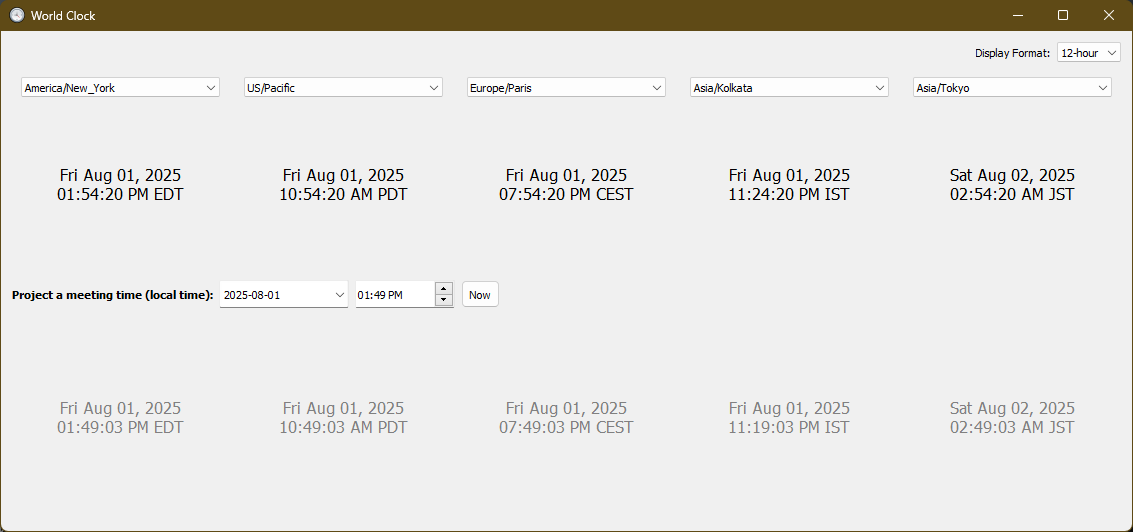 World Clock
Display Format: 12-hour
America/New_York US/Pacific Europe/Paris Asia/Kolkata Asia/Tokyo
Fri Aug 01, 2025 Fri Aug 01, 2025 Fri Aug 01, 2025 Fri Aug 01, 2025 Sat Aug 02, 2025
01:54:20 PM EDT 10:54:20 AM PDT 07:54:20 PM CEST 11:24:20 PM IST 02:54:20 AM JST
Project a meeting time (local time): 2025-08-01 01:49 PM Now
Fri Aug 01, 2025 Fri Aug 01, 2025 Fri Aug 01, 2025 Fri Aug 01, 2025 Sat Aug 02, 2025
01:49:03 PM EDT 10:49:03 AM PDT 07:49:03 PM CEST 11:19:03 PM IST 02:49:03 AM JST